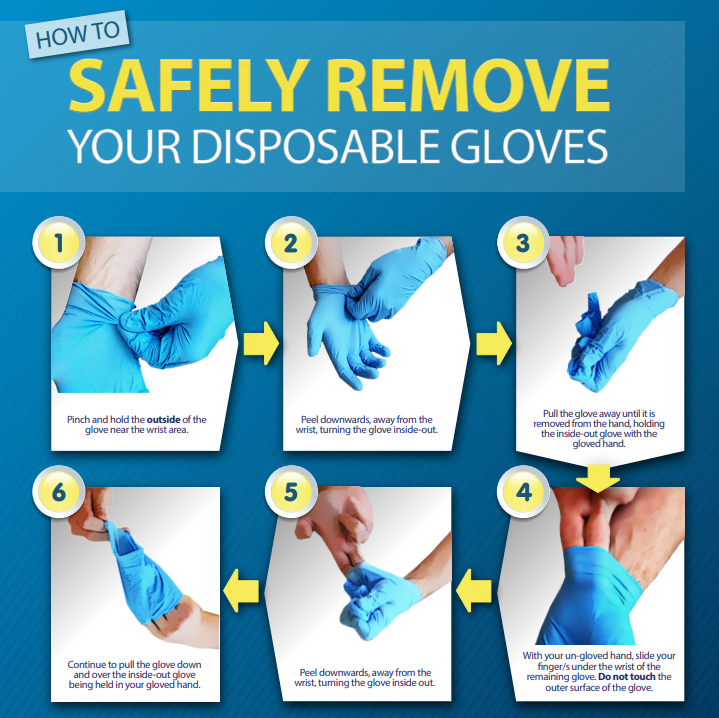 HOW TO
SAFELY REMOVE
YOUR DISPOSABLE GLOVES
1
Pinch and hold the outside of the
glove near the wrist area.
2
Peel downwards, away from the
wrist, turning the glove inside-out.
3
Pull the glove away until it is
removed from the hand, holding
the inside-out glove with the
gloved hand.
4
With your un-gloved hand, slide your
finger/s under the wrist of the
remaining glove. Do not touch the
outer surface of the glove.
5
Peel downwards, away from the
wrist, turning the glove inside out.
6
Continue to pull the glove down
and over the inside-out glove
being held in your gloved hand.